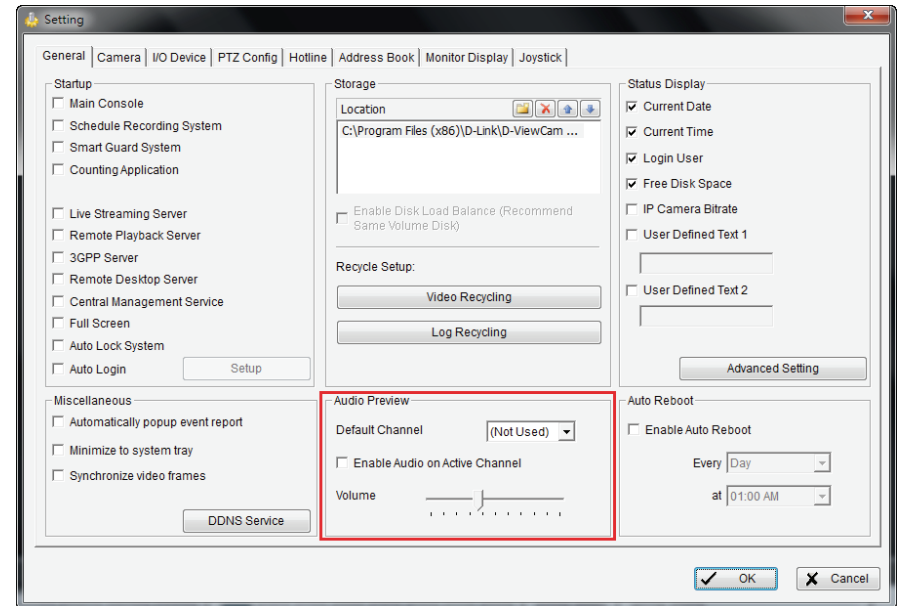 Setting
General
Camera
I/O Device
PTZ Config
Hotline
Address Book
Monitor Display
Joystick
Startup
Main Console
Schedule Recording System
Smart Guard System
Counting Application
Live Streaming Server
Remote Playback Server
3GPP Server
Remote Desktop Server
Central Management Service
Full Screen
Auto Lock System
Auto Login
Setup
Storage
Location
C:\Program Files (x86)\D-Link\D-ViewCam ...
Enable Disk Load Balance (Recommend
Same Volume Disk)
Recycle Setup:
Video Recycling
Log Recycling
Status Display
Current Date
Current Time
Login User
Free Disk Space
IP Camera Bitrate
User Defined Text 1
User Defined Text 2
Advanced Setting
Miscellaneous
Automatically popup event report
Minimize to system tray
Synchronize video frames
DDNS Service
Audio Preview
Default Channel
(Not Used)
Enable Audio on Active Channel
Volume
Auto Reboot
Enable Auto Reboot
Every Day
at 01:00 AM
OK
Cancel